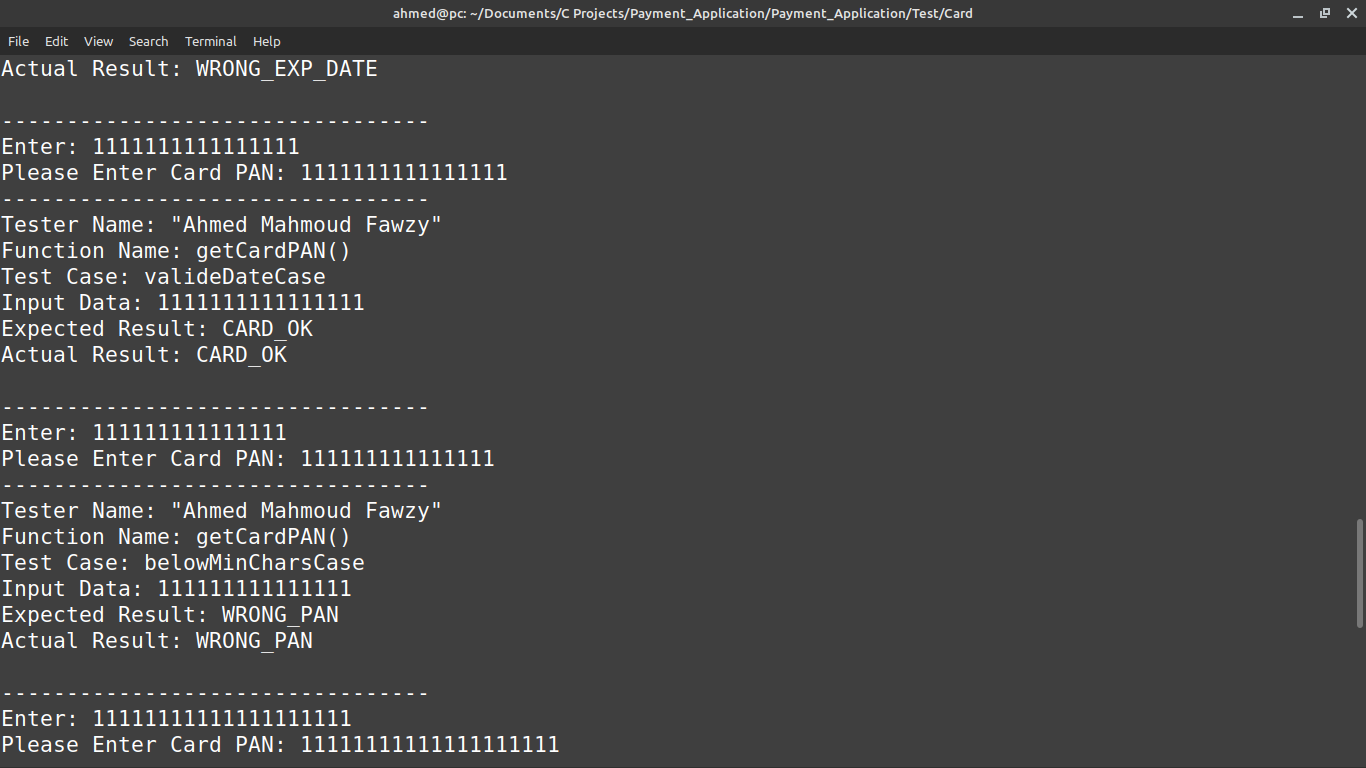 ahmed@pc: ~/Documents/C Projects/Payment_Application/Payment_Application/Test/Card
File Edit View Search Terminal Help
Actual Result: WRONG_EXP_DATE
---------------------------------
Enter: 1111111111111111
Please Enter Card PAN: 1111111111111111
---------------------------------
Tester Name: "Ahmed Mahmoud Fawzy"
Function Name: getCardPAN()
Test Case: valideDateCase
Input Data: 1111111111111111
Expected Result: CARD_OK
Actual Result: CARD_OK
---------------------------------
Enter: 111111111111111
Please Enter Card PAN: 111111111111111
---------------------------------
Tester Name: "Ahmed Mahmoud Fawzy"
Function Name: getCardPAN()
Test Case: belowMinCharsCase
Input Data: 111111111111111
Expected Result: WRONG_PAN
Actual Result: WRONG_PAN
---------------------------------
Enter: 11111111111111111111
Please Enter Card PAN: 11111111111111111111